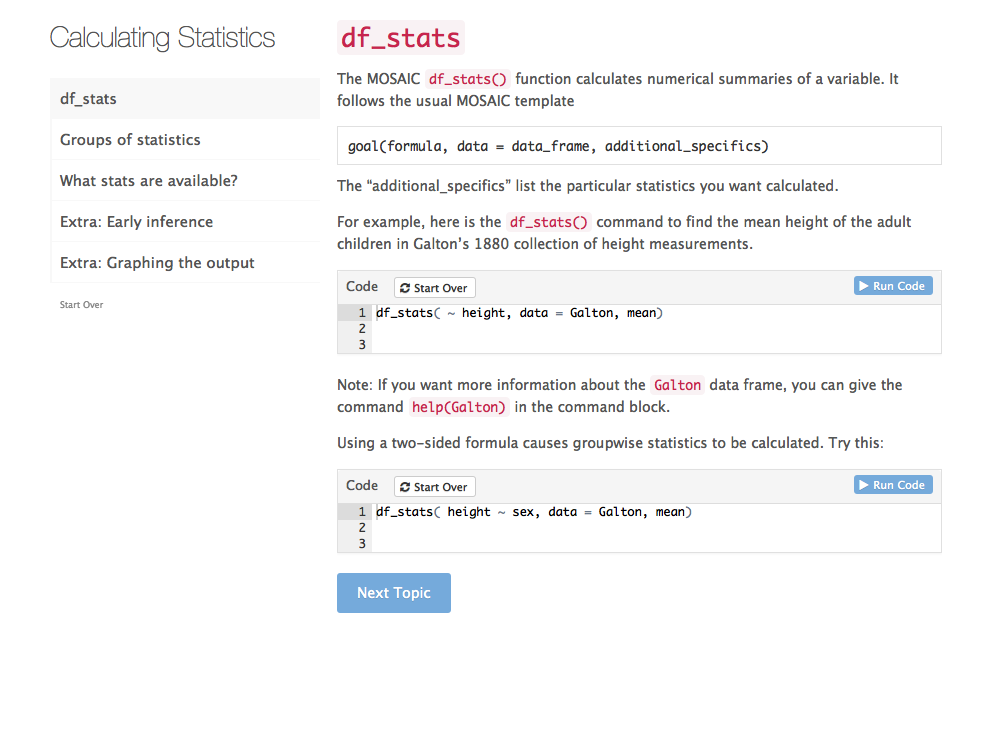 Calculating Statistics
df_stats
Groups of statistics
What stats are available?
Extra: Early inference
Extra: Graphing the output
Start Over
df_stats
The MOSAIC df_stats() function calculates numerical summaries of a variable. It
follows the usual MOSAIC template
goal(formula, data = data_frame, additional_specifics)
The “additional_specifics” list the particular statistics you want calculated.
For example, here is the df_stats() command to find the mean height of the adult
children in Galton’s 1880 collection of height measurements.
Code Start Over Run Code
1 df_stats( ~ height, data = Galton, mean)
2
3
Note: If you want more information about the Galton data frame, you can give the
command help(Galton) in the command block.
Using a two-sided formula causes groupwise statistics to be calculated. Try this:
Code Start Over Run Code
1 df_stats( height ~ sex, data = Galton, mean)
2
3
Next Topic